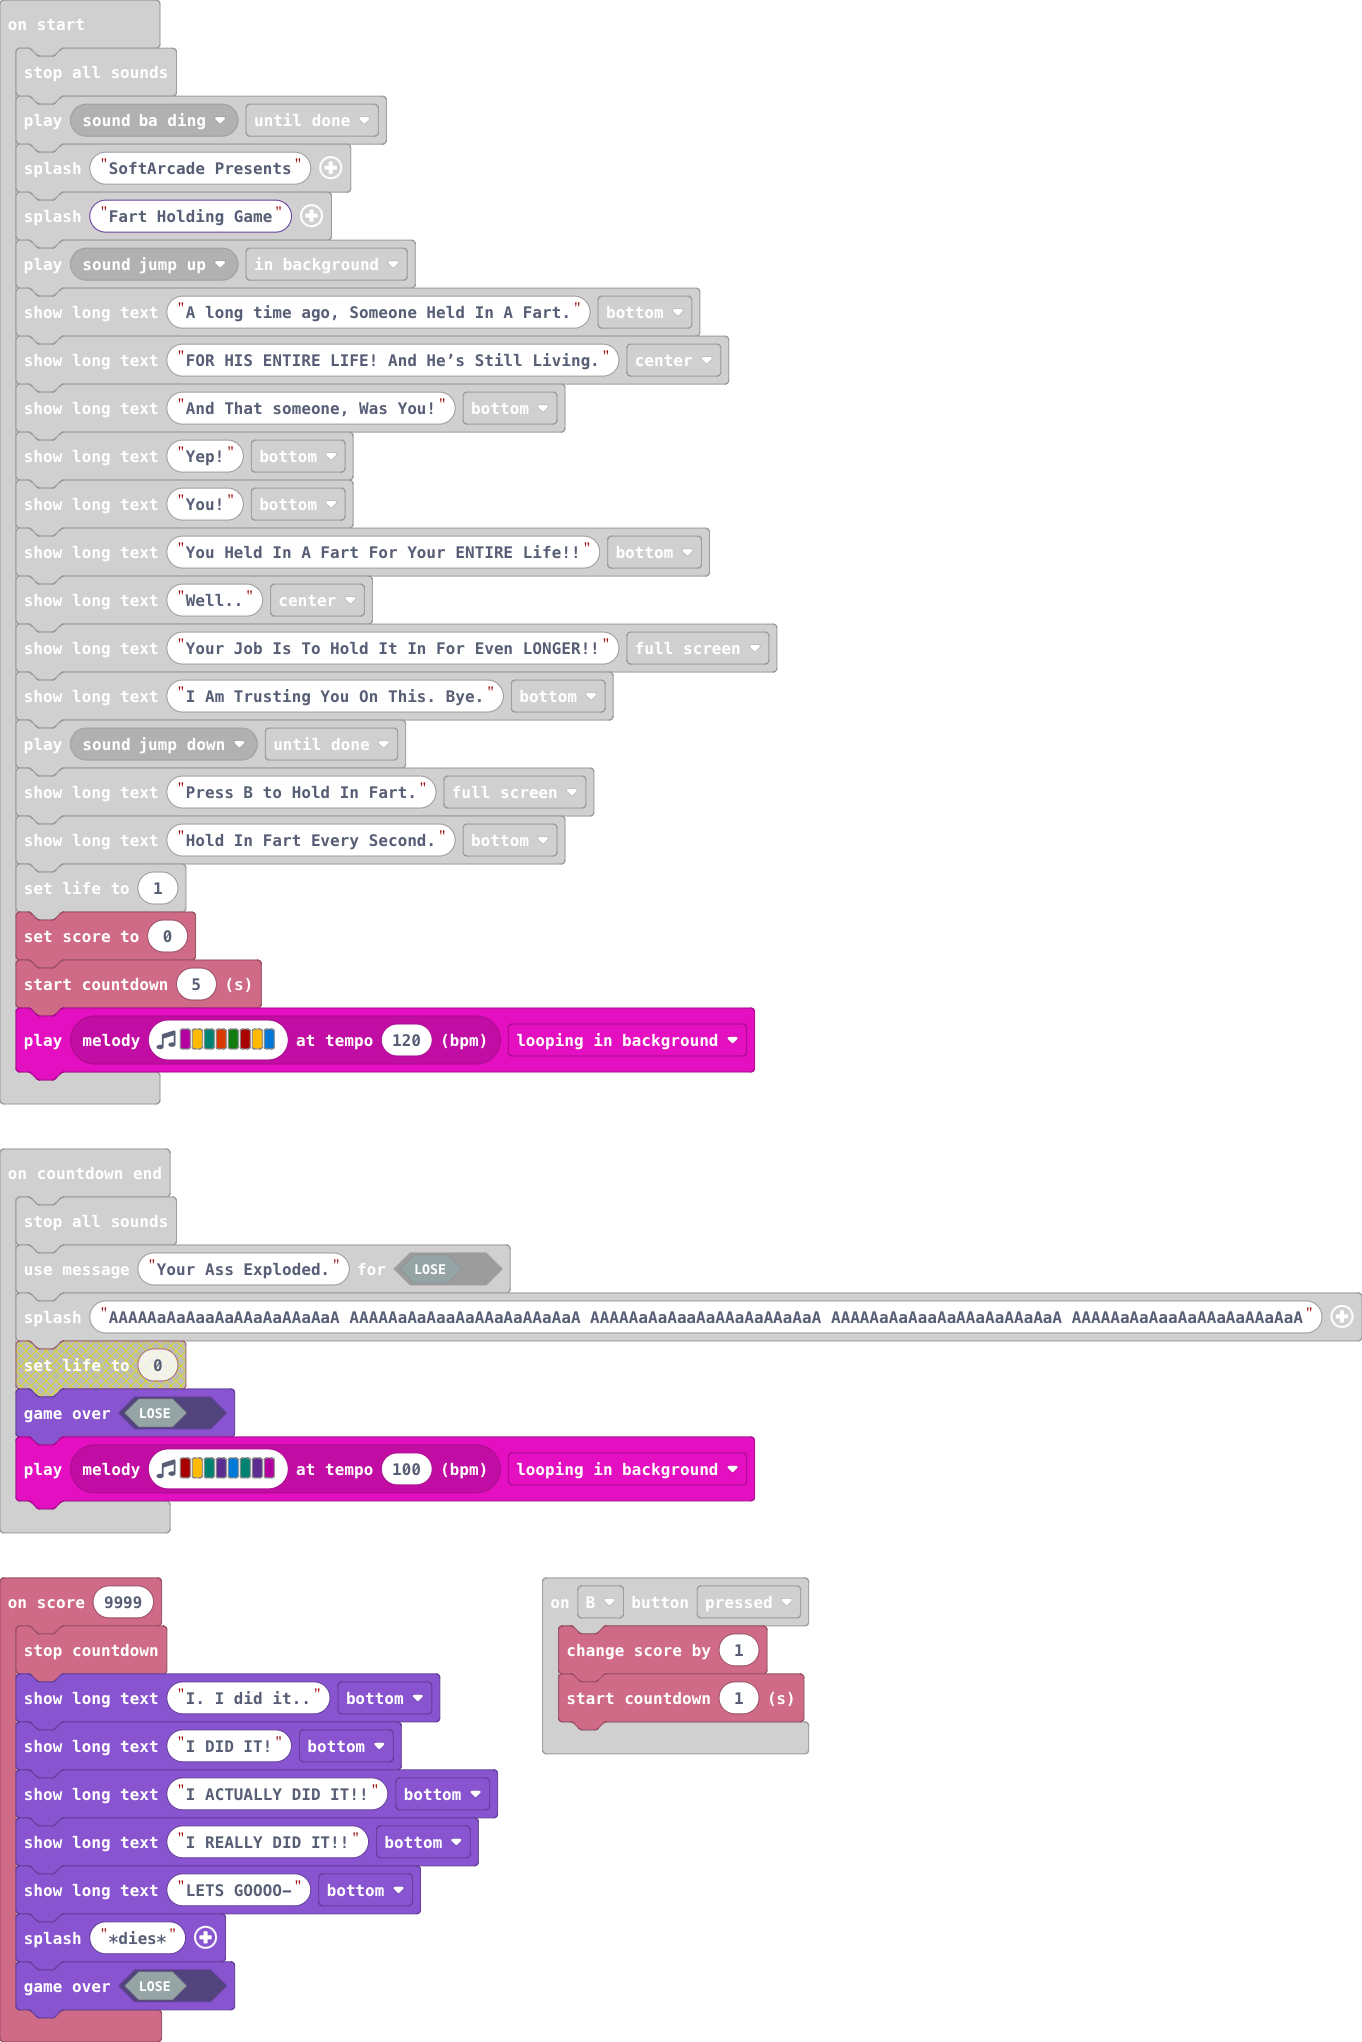 on start
stop all sounds
play sound ba ding until done
splash "SoftArcade Presents"
splash "Fart Holding Game"
play sound jump up in background
show long text "A long time ago, Someone Held In A Fart." bottom
show long text "FOR HIS ENTIRE LIFE! And He’s Still Living." center
show long text "And That someone, Was You!" bottom
show long text "Yep!" bottom
show long text "You!" bottom
show long text "You Held In A Fart For Your ENTIRE Life!!" bottom
show long text "Well.." center
show long text "Your Job Is To Hold It In For Even LONGER!!" full screen
show long text "I Am Trusting You On This. Bye." bottom
play sound jump down until done
show long text "Press B to Hold In Fart." full screen
show long text "Hold In Fart Every Second." bottom
set life to 1
set score to 0
start countdown 5 (s)
play melody at tempo 120 (bpm) looping in background
on countdown end
stop all sounds
use message "Your Ass Exploded." for LOSE
splash "AAAAAaAaAaaAaAAaAaAAaAaA AAAAAaAaAaaAaAAaAaAAaAaA AAAAAaAaAaaAaAAaAaAAaAaA AAAAAaAaAaaAaAAaAaAAaAaA AAAAAaAaAaaAaAAaAaAAaAaA"
set life to 0
game over LOSE
play melody at tempo 100 (bpm) looping in background
on score 9999
stop countdown
show long text "I. I did it.." bottom
show long text "I DID IT!" bottom
show long text "I ACTUALLY DID IT!!" bottom
show long text "I REALLY DID IT!!" bottom
show long text "LETS GOOOO–" bottom
splash "*dies*"
game over LOSE
on B button pressed
change score by 1
start countdown 1 (s)